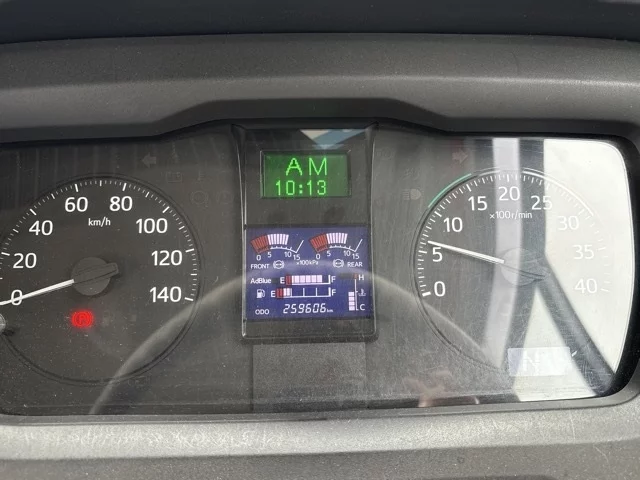 AM
10:13
0 20 40 60 80 100 120 140
km/h
0 5 10 15 20 25 30 35 40
×100r/min
0 5 10 15 ×100kPa 0 5 10 15
FRONT REAR
AdBlue E F H
E F
ODO 259606 km L C
N